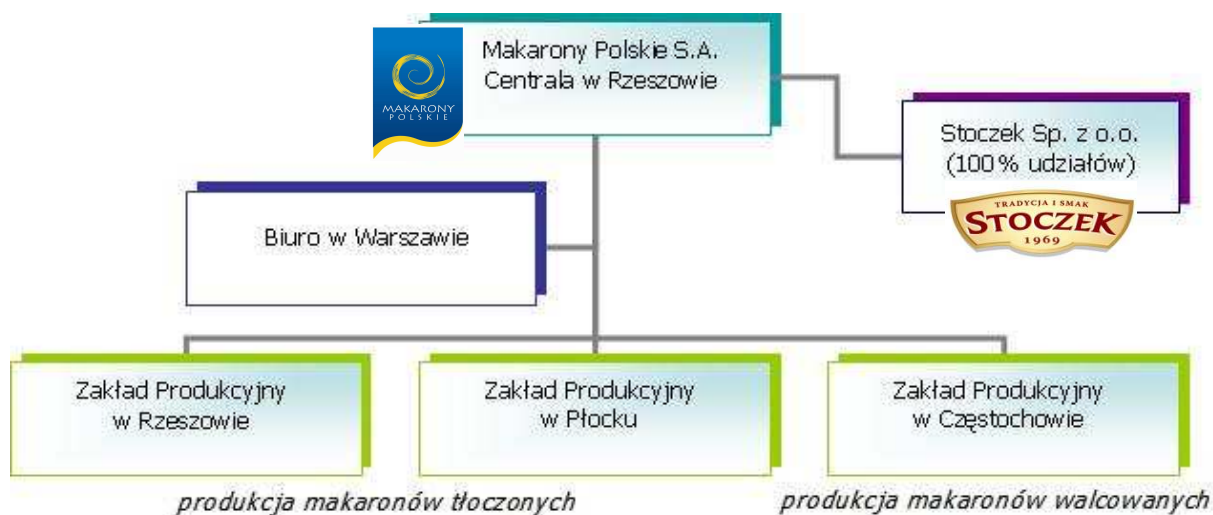 MAKARONY
POLSKIE
Makarony Polskie S.A.
Centrala w Rzeszowie
Stoczek Sp. z o.o.
(100% udziałów)
TRADYCJA I SMAK
STOCZEK
1969
Biuro w Warszawie
Zakład Produkcyjny
w Rzeszowie
Zakład Produkcyjny
w Płocku
Zakład Produkcyjny
w Częstochowie
produkcja makaronów tłoczonych
produkcja makaronów walcowanych